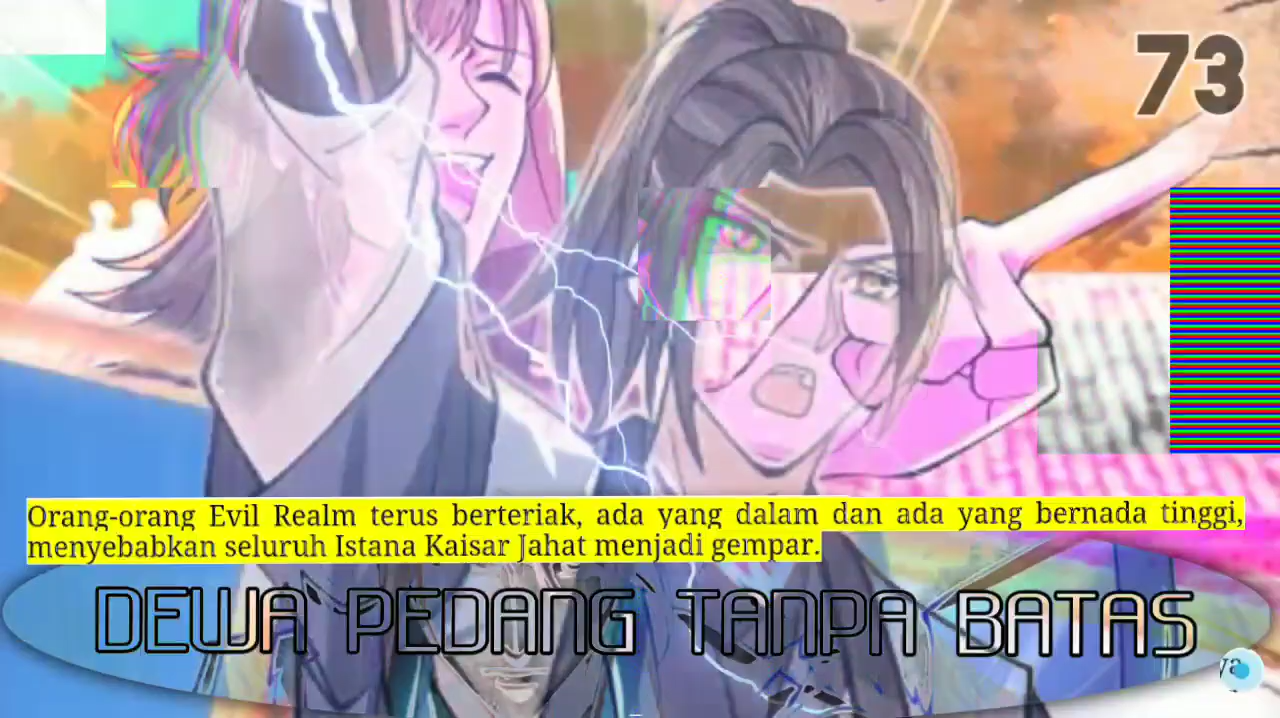 73
Orang-orang Evil Realm terus berteriak, ada yang dalam dan ada yang bernada tinggi,
menyebabkan seluruh Istana Kaisar Jahat menjadi gempar.
DEWA PEDANG TANPA BATAS